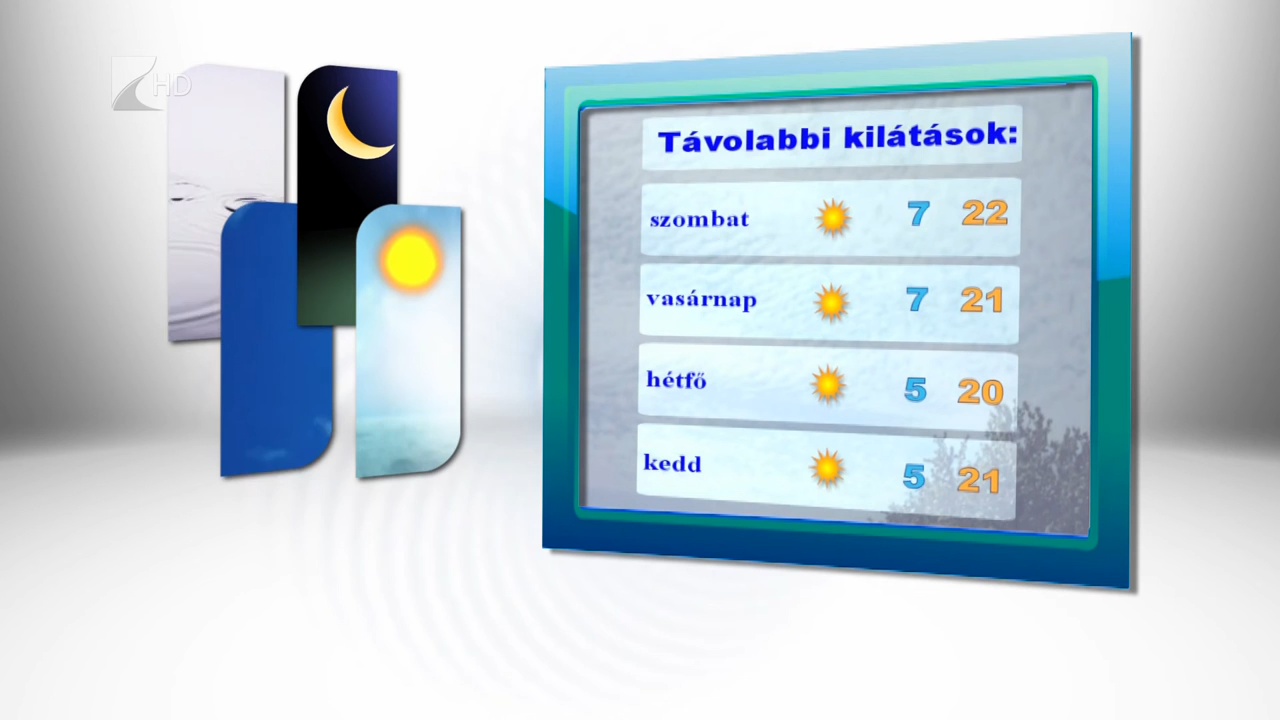 HD
Távolabbi kilátások:
szombat 7 22
vasárnap 7 21
hétfő 5 20
kedd 5 21